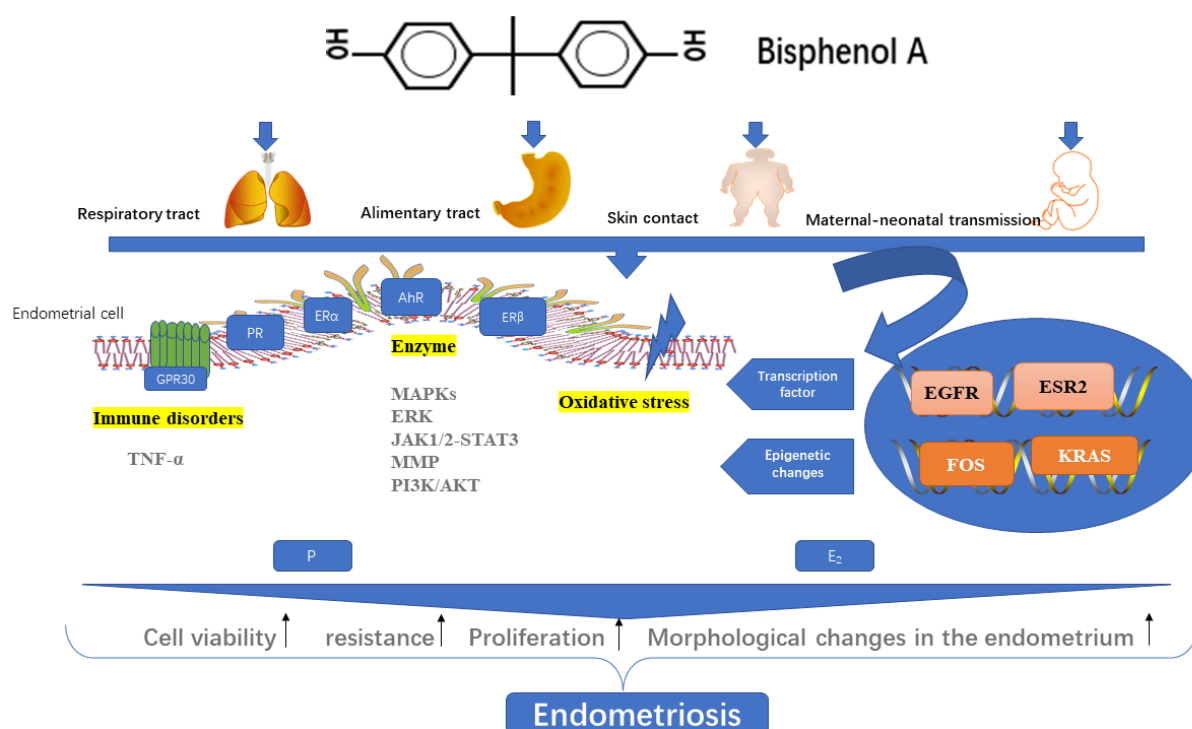 OH
OH
Bisphenol A
Respiratory tract
Alimentary tract
Skin contact
Maternal-neonatal transmission
Endometrial cell
GPR30
PR
ERα
AhR
ERβ
Immune disorders
TNF-α
Enzyme
MAPKs
ERK
JAK1/2-STAT3
MMP
PI3K/AKT
Oxidative stress
Transcription
factor
Epigenetic
changes
EGFR
ESR2
FOS
KRAS
P
E₂
Cell viability
resistance
Proliferation
Morphological changes in the endometrium
Endometriosis